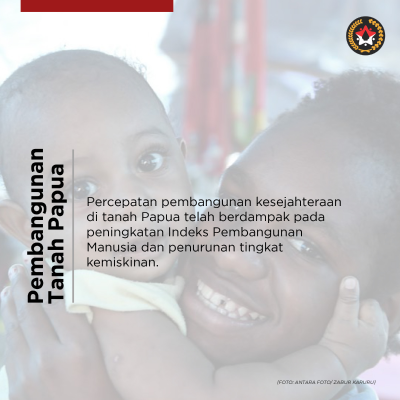 Pembangunan
Tanah Papua
Percepatan pembangunan kesejahteraan
di tanah Papua telah berdampak pada
peningkatan Indeks Pembangunan
Manusia dan penurunan tingkat
kemiskinan.
(FOTO: ANTARA FOTO/ ZABUR KARURU)